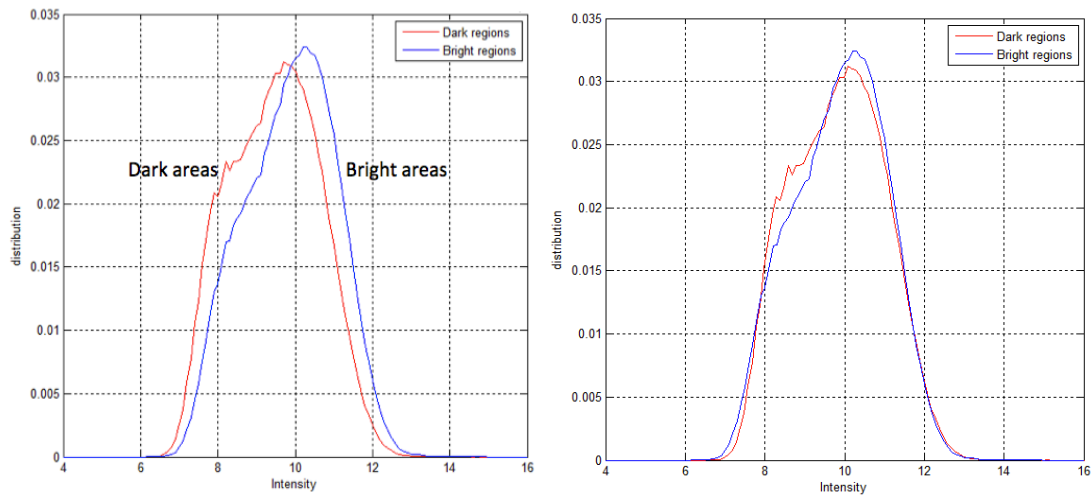 0.035
0.03
0.025
0.02
0.015
0.01
0.005
0
distribution
Dark regions
Bright regions
Dark areas
Bright areas
4 6 8 10 12 14 16
Intensity
0.035
0.03
0.025
0.02
0.015
0.01
0.005
0
distribution
Dark regions
Bright regions
4 6 8 10 12 14 16
Intensity